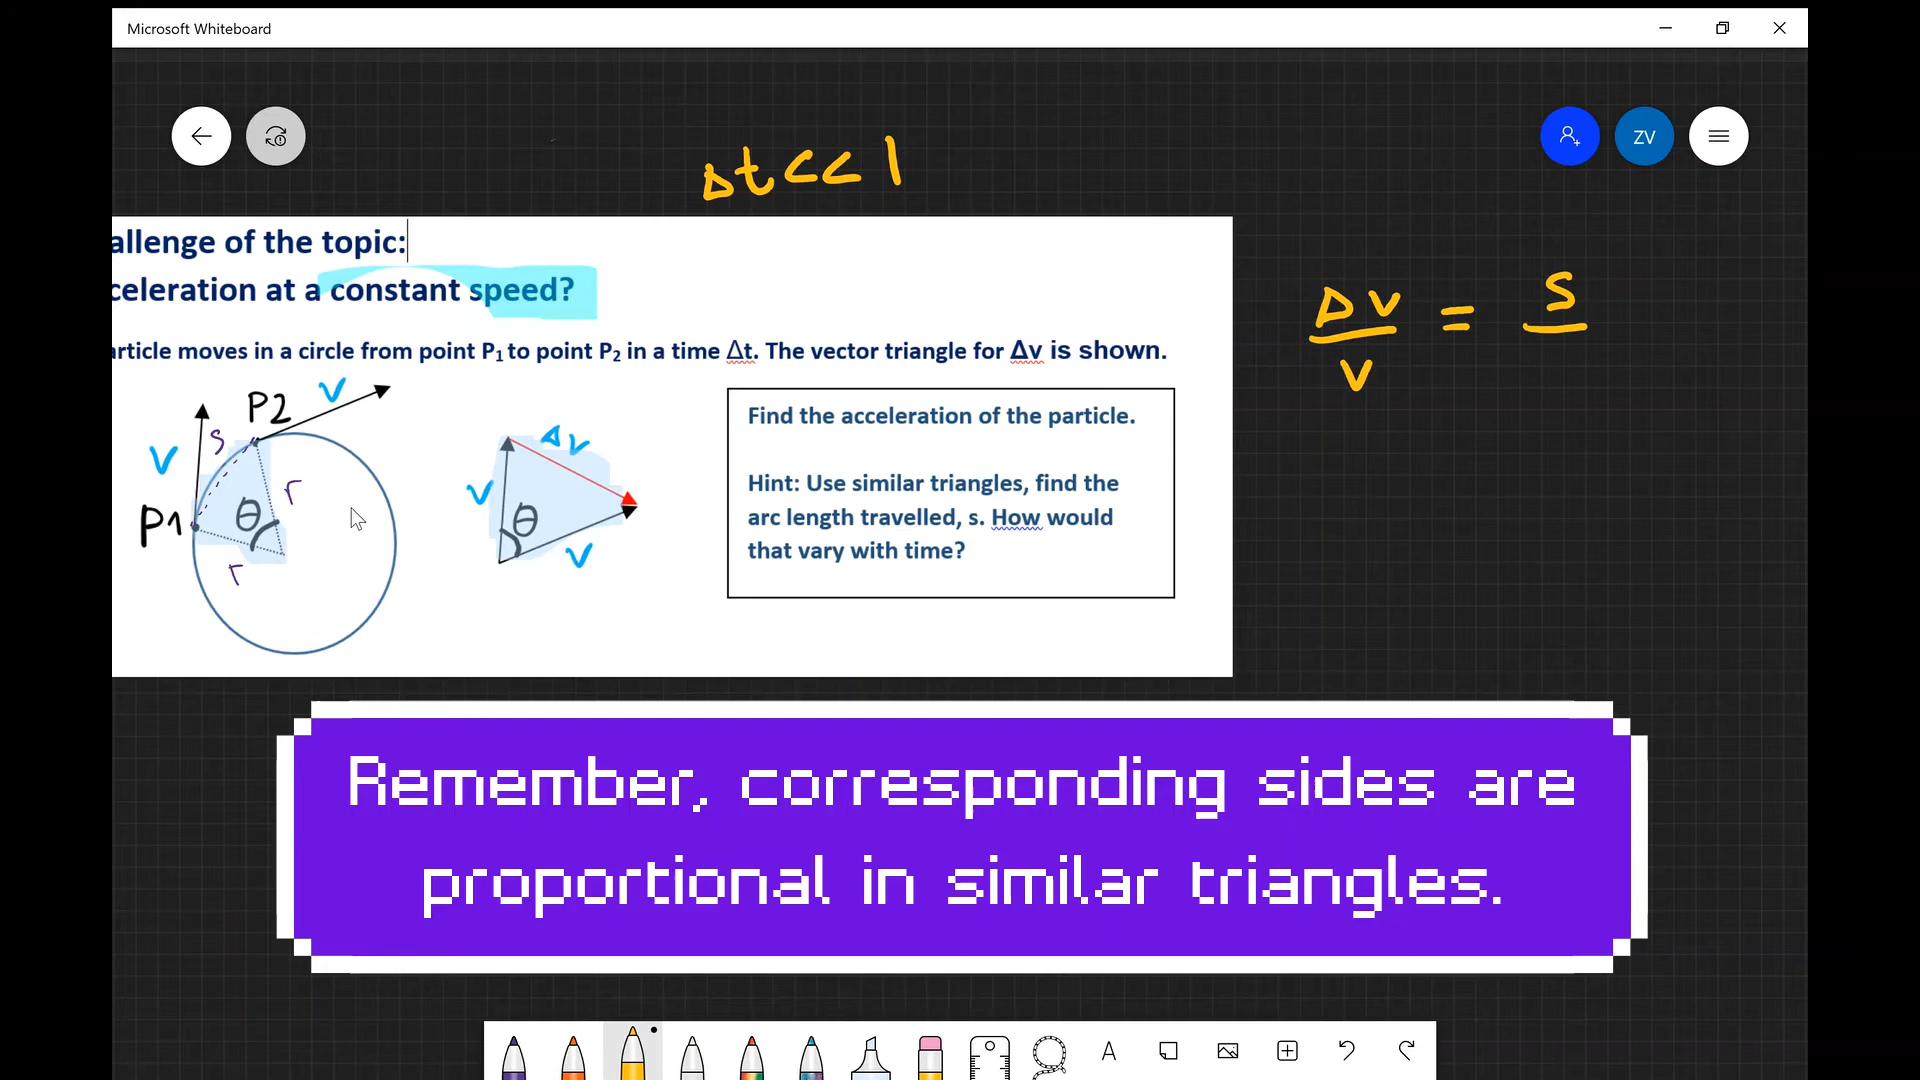 Microsoft Whiteboard
ZV
Δt << 1
allenge of the topic:
celeration at a constant speed?
article moves in a circle from point P₁ to point P₂ in a time Δt. The vector triangle for Δv is shown.
Δv = s
v
P2 v
v s
r
P1 θ
r
Δv
v
θ
v
Find the acceleration of the particle.
Hint: Use similar triangles, find the
arc length travelled, s. How would
that vary with time?
Remember, corresponding sides are
proportional in similar triangles.
A